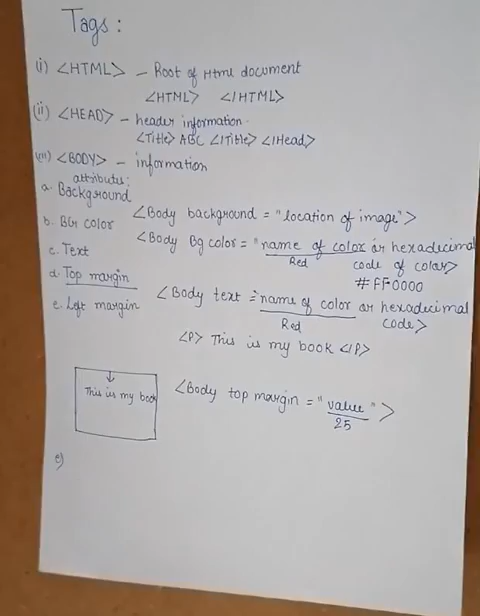 Tags :
(i) <HTML> - Root of Html document
<HTML> </HTML>
(ii) <HEAD> - header information.
<Title> ABC </Title> </Head>
(iii) <BODY> - information
attributes:
a. Background
<Body background = "location of image">
b. BG color
<Body Bg color = "name of color or hexadecimal
Red code of color>
#FF0000
c. Text
d. Top margin
<Body text = "name of color or hexadecimal
Red code>
e. Left margin
<P> This is my book </P>
This is my book
<Body top margin = "value">
25
e)